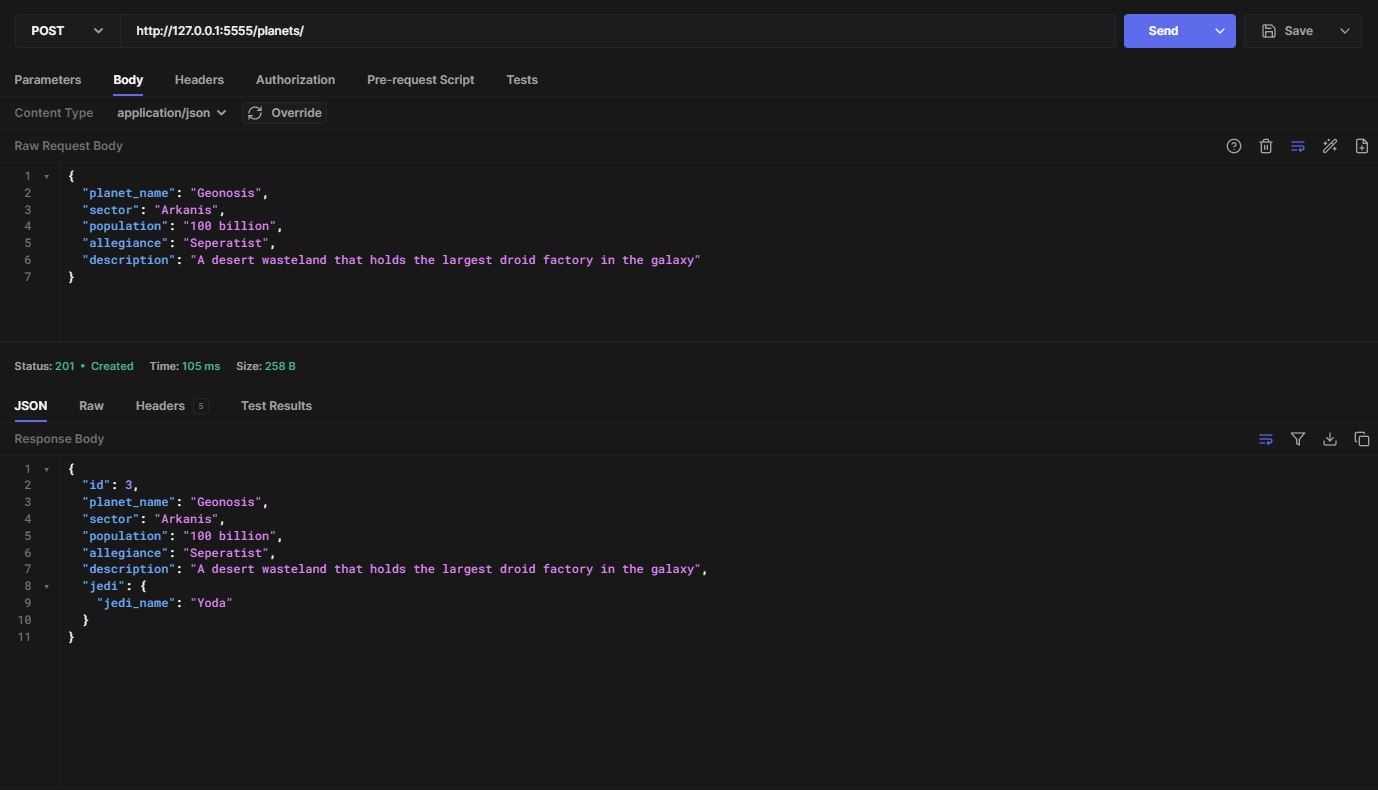 POST http://127.0.0.1:5555/planets/ Send Save
Parameters Body Headers Authorization Pre-request Script Tests
Content Type application/json Override
Raw Request Body
1 {
2 "planet_name": "Geonosis",
3 "sector": "Arkanis",
4 "population": "100 billion",
5 "allegiance": "Seperatist",
6 "description": "A desert wasteland that holds the largest droid factory in the galaxy"
7 }
Status: 201 • Created Time: 105 ms Size: 258 B
JSON Raw Headers 5 Test Results
Response Body
1 {
2 "id": 3,
3 "planet_name": "Geonosis",
4 "sector": "Arkanis",
5 "population": "100 billion",
6 "allegiance": "Seperatist",
7 "description": "A desert wasteland that holds the largest droid factory in the galaxy",
8 "jedi": {
9 "jedi_name": "Yoda"
10 }
11 }